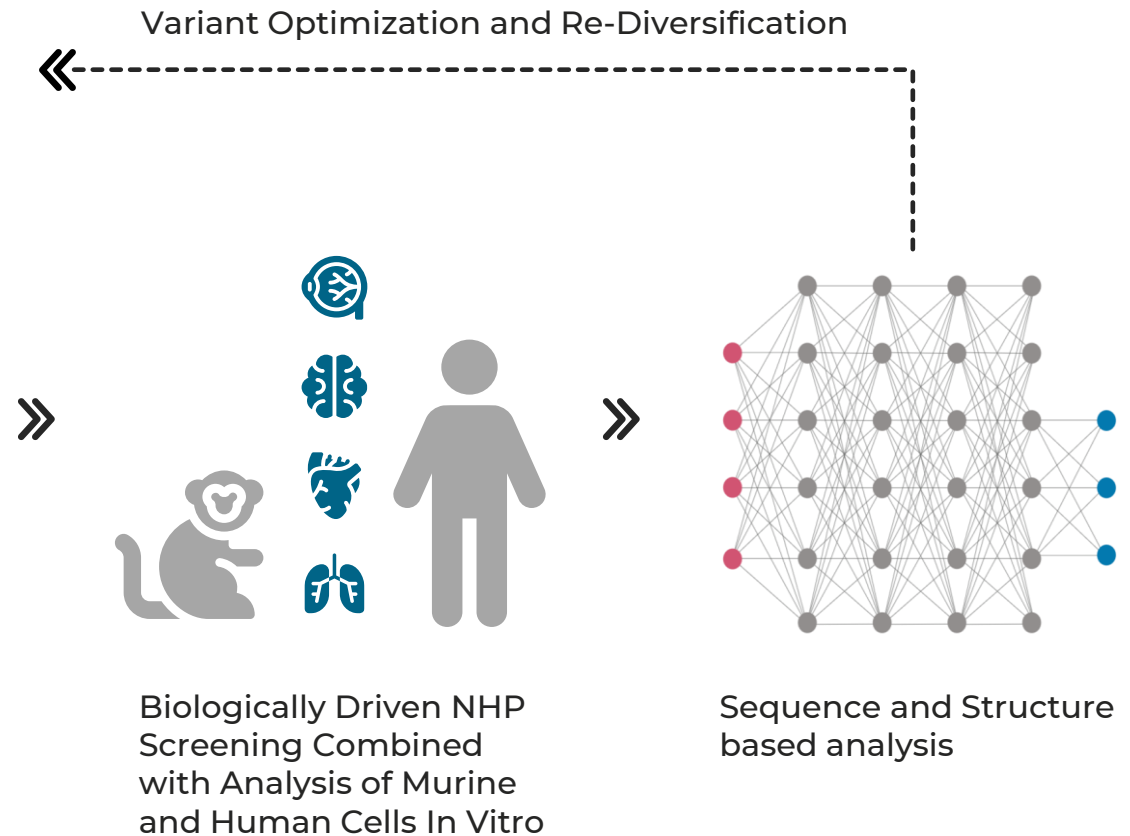 Variant Optimization and Re-Diversification
Biologically Driven NHP
Screening Combined
with Analysis of Murine
and Human Cells In Vitro
Sequence and Structure
based analysis